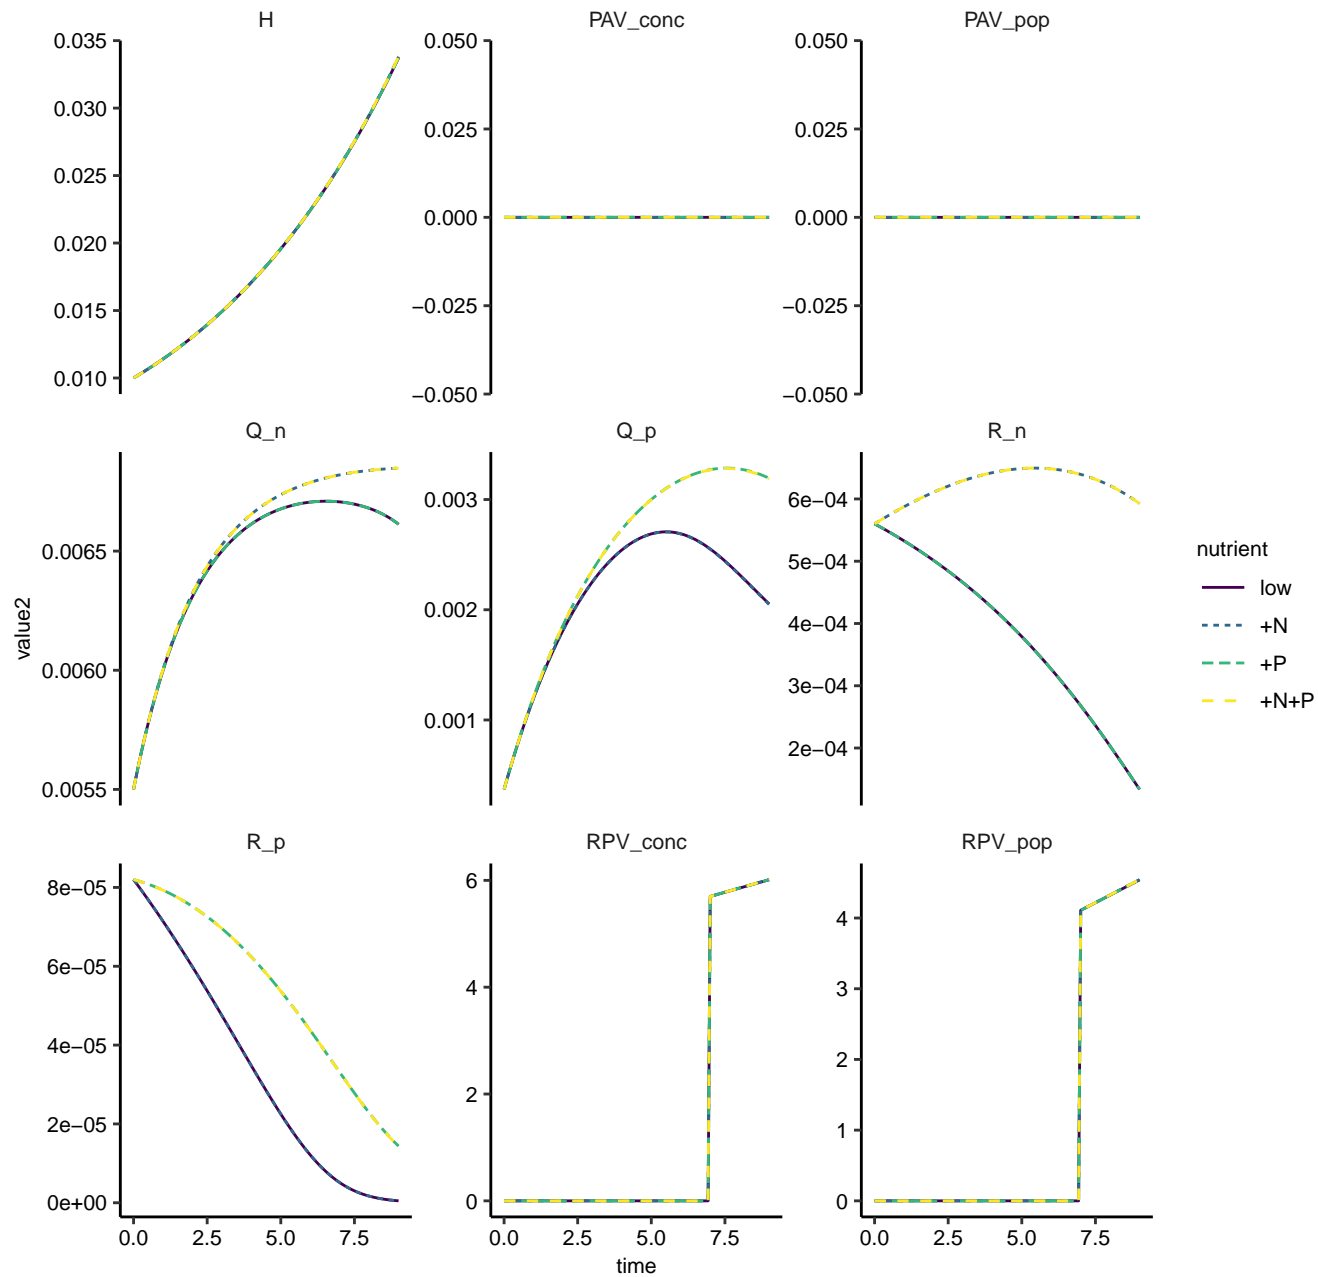 H
PAV_conc
PAV_pop
0.035
0.030
0.025
0.020
0.015
0.010
0.050
0.025
0.000
−0.025
−0.050
0.050
0.025
0.000
−0.025
−0.050
Q_n
Q_p
R_n
0.0065
0.0060
0.0055
0.003
0.002
0.001
6e−04
5e−04
4e−04
3e−04
2e−04
R_p
RPV_conc
RPV_pop
8e−05
6e−05
4e−05
2e−05
0e+00
6
4
2
0
4
3
2
1
0
0.0 2.5 5.0 7.5
0.0 2.5 5.0 7.5
0.0 2.5 5.0 7.5
time
value2
nutrient
low
+N
+P
+N+P